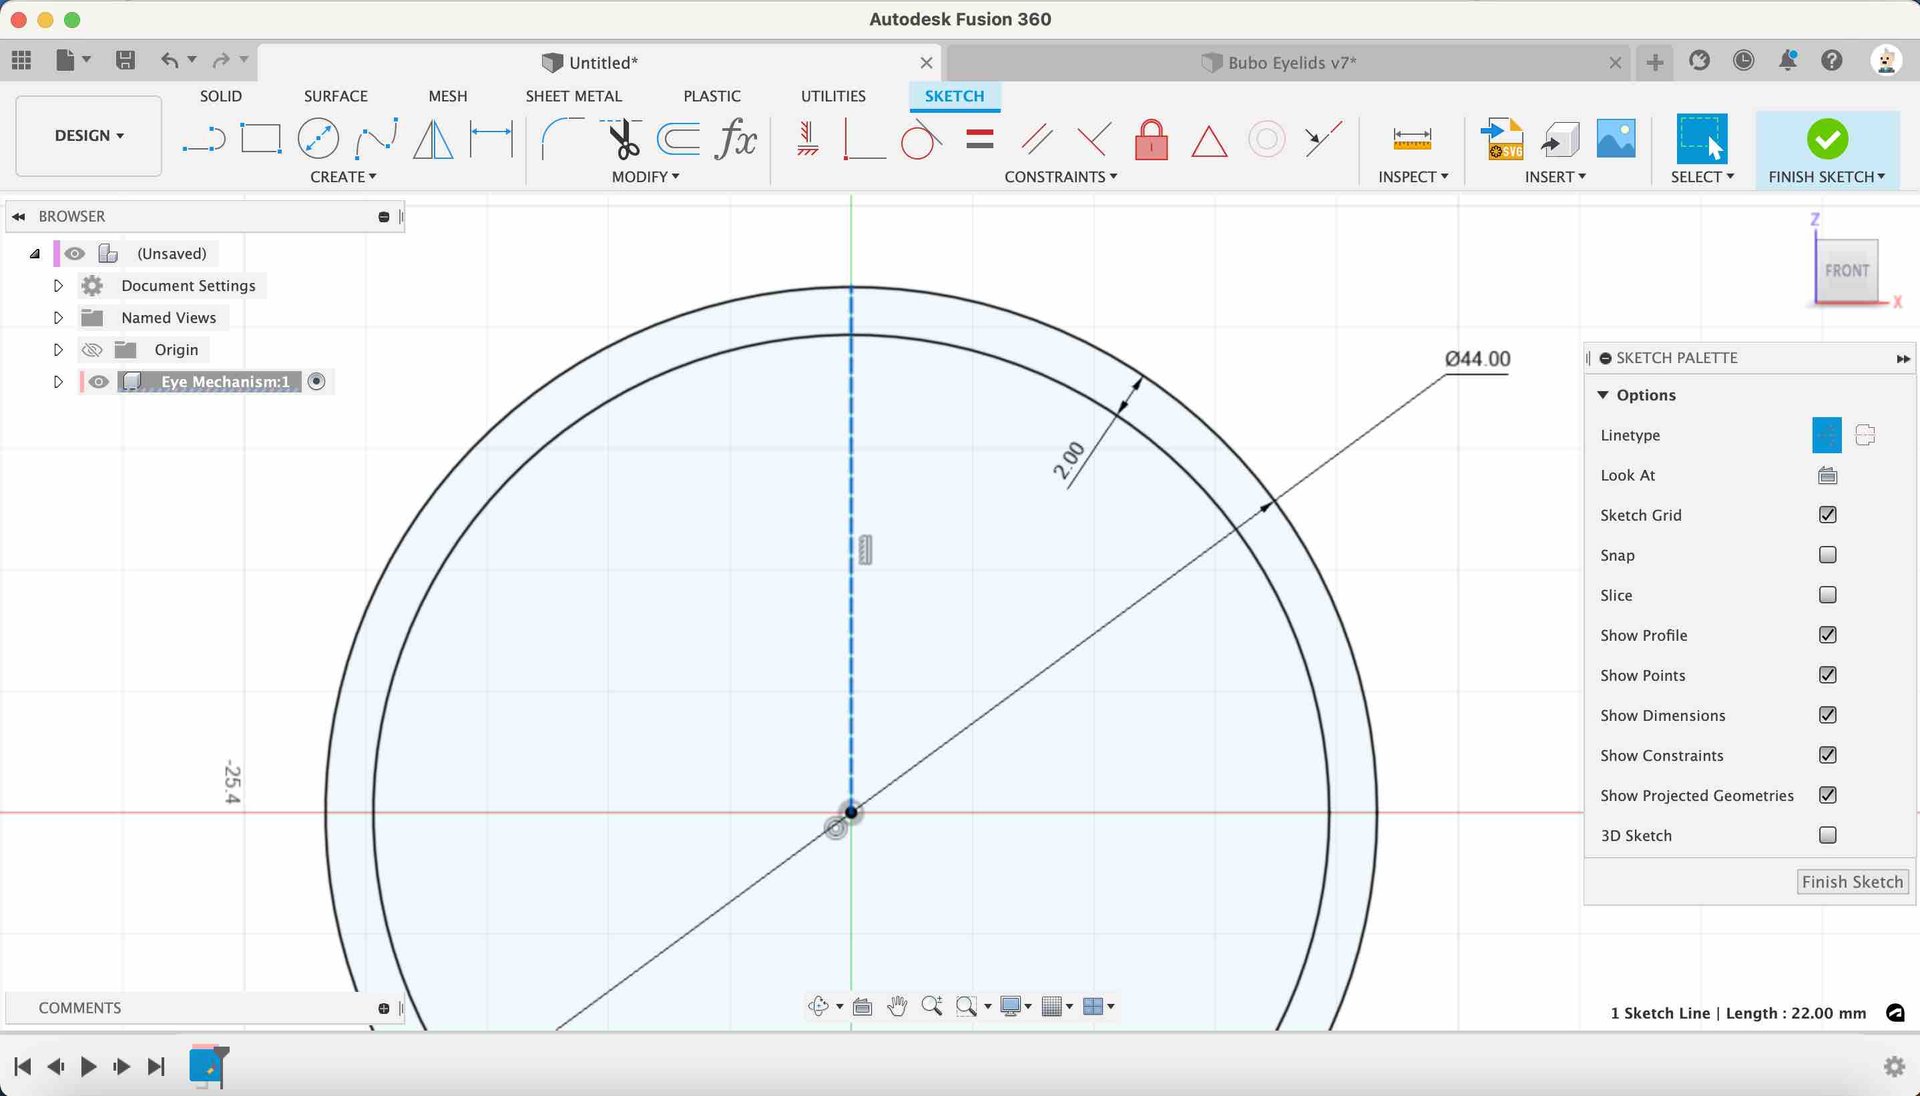 Autodesk Fusion 360
Untitled*
Bubo Eyelids v7*
SOLID SURFACE MESH SHEET METAL PLASTIC UTILITIES SKETCH
DESIGN
fx
SVG
CREATE MODIFY CONSTRAINTS INSPECT INSERT SELECT FINISH SKETCH
BROWSER
(Unsaved)
Document Settings
Named Views
Origin
Eye Mechanism:1
Z
FRONT
X
Ø44.00
2.00
-25.4
SKETCH PALETTE
Options
Linetype
Look At
Sketch Grid
Snap
Slice
Show Profile
Show Points
Show Dimensions
Show Constraints
Show Projected Geometries
3D Sketch
Finish Sketch
COMMENTS
1 Sketch Line | Length : 22.00 mm